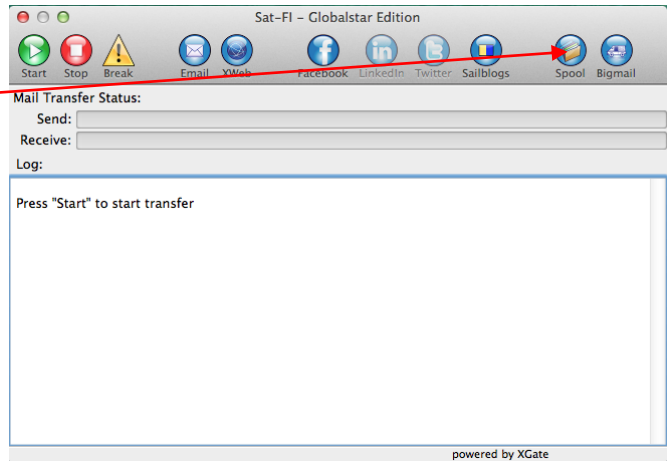 Sat-FI – Globalstar Edition
Start Stop Break Email XWeb Facebook LinkedIn Twitter Sailblogs Spool Bigmail
Mail Transfer Status:
Send:
Receive:
Log:
Press "Start" to start transfer
powered by XGate